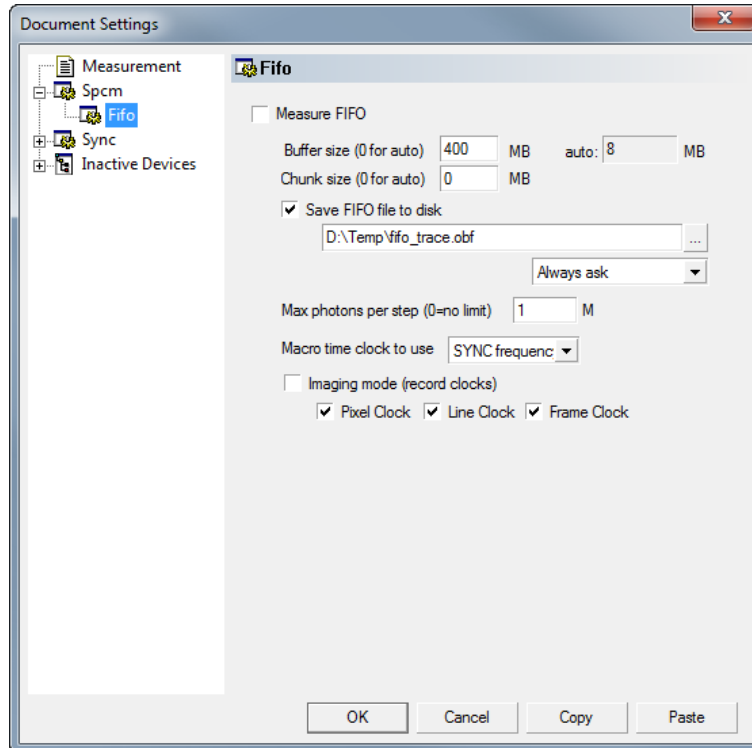 Document Settings
Measurement
Spcm
Fifo
Sync
Inactive Devices
Fifo
Measure FIFO
Buffer size (0 for auto) 400 MB auto: 8 MB
Chunk size (0 for auto) 0 MB
Save FIFO file to disk
D:\Temp\fifo_trace.obf ...
Always ask
Max photons per step (0=no limit) 1 M
Macro time clock to use SYNC frequenc
Imaging mode (record clocks)
Pixel Clock Line Clock Frame Clock
OK Cancel Copy Paste